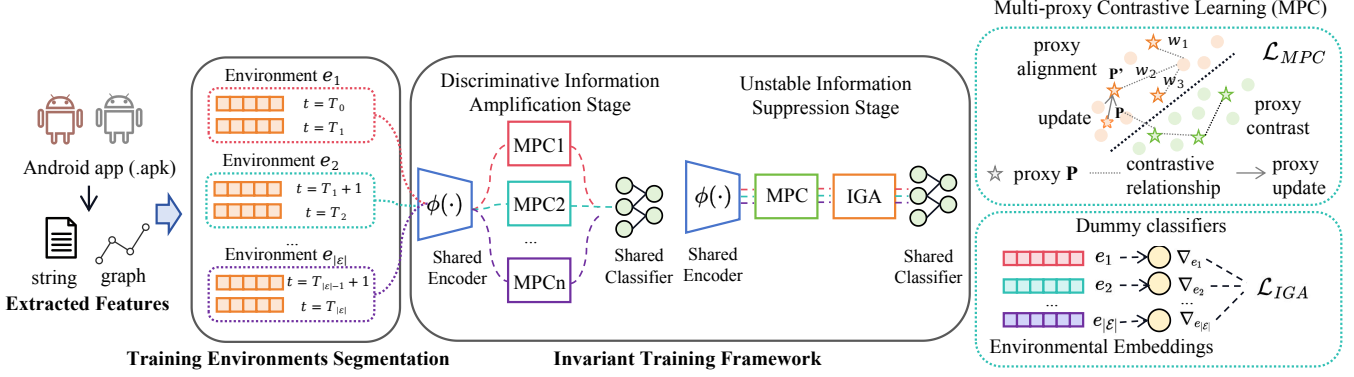 Android app (.apk)
string
graph
Extracted Features
Environment e₁
t = T₀
t = T₁
Environment e₂
t = T₁ + 1
t = T₂
...
Environment e|ε|
t = T|ε|−1 + 1
t = T|ε|
Training Environments Segmentation
Discriminative Information
Amplification Stage
ϕ(·)
Shared
Encoder
MPC1
MPC2
...
MPCn
Shared
Classifier
Unstable Information
Suppression Stage
ϕ(·)
Shared
Encoder
MPC
IGA
Shared
Classifier
Invariant Training Framework
Multi-proxy Contrastive Learning (MPC)
proxy
alignment
w₁
w₂
w₃
P'
P
update
ℒMPC
proxy
contrast
proxy P
contrastive
relationship
proxy
update
Dummy classifiers
e₁
∇e₁
e₂
∇e₂
...
...
e|ε|
∇e|ε|
ℒIGA
Environmental Embeddings